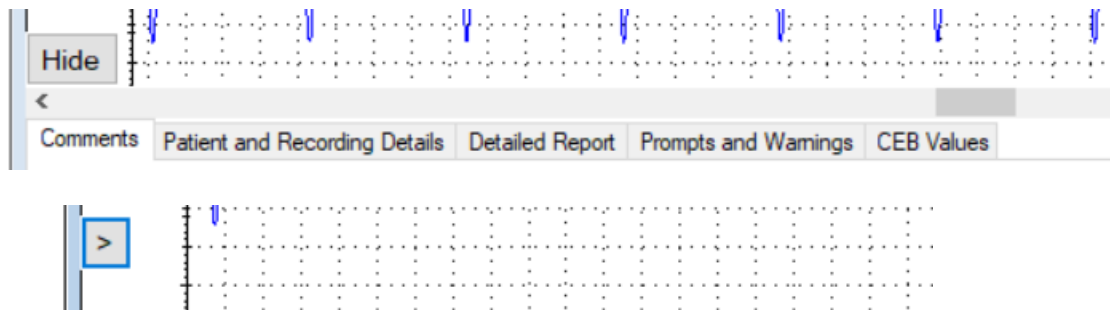 Hide
<
Comments Patient and Recording Details Detailed Report Prompts and Warnings CEB Values
>